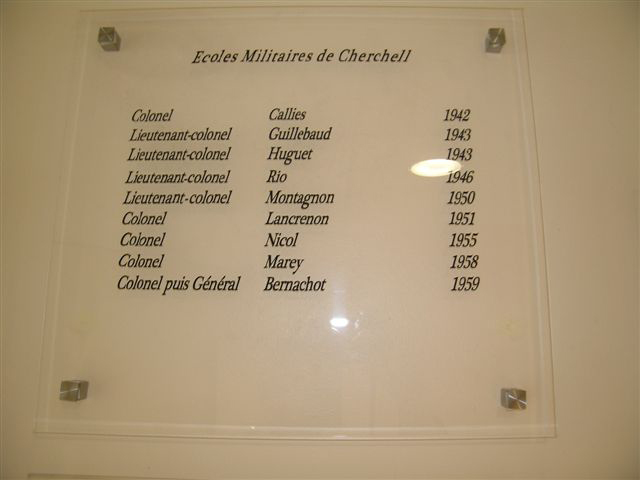 Ecoles Militaires de Cherchell
Colonel Callies 1942
Lieutenant-colonel Guillebaud 1943
Lieutenant-colonel Huguet 1943
Lieutenant-colonel Rio 1946
Lieutenant-colonel Montagnon 1950
Colonel Lancrenon 1951
Colonel Nicol 1955
Colonel Marey 1958
Colonel puis Général Bernachot 1959